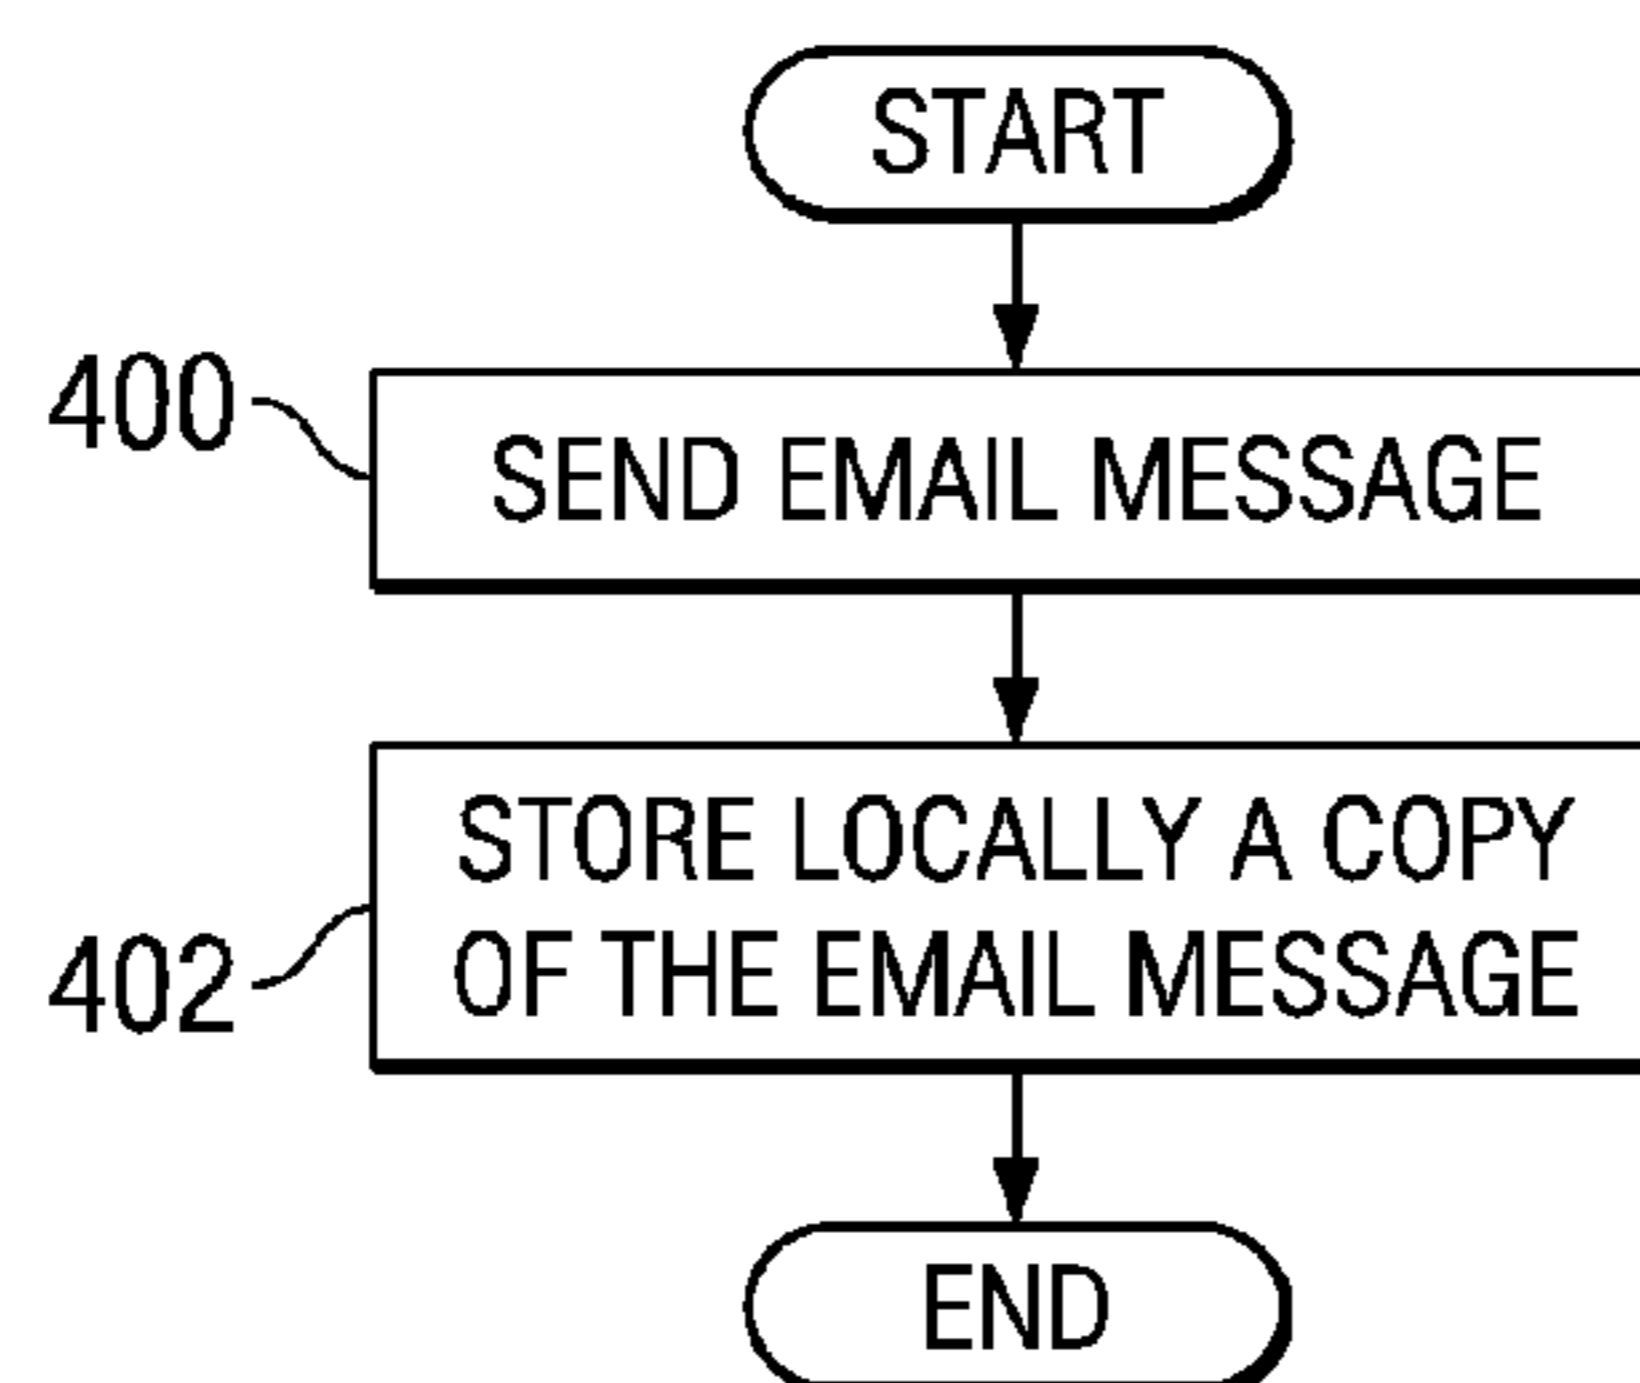 START
400
SEND EMAIL MESSAGE
STORE LOCALLY A COPY
OF THE EMAIL MESSAGE
402
END